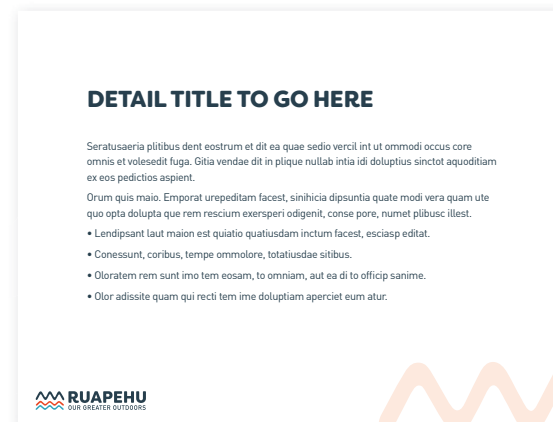 DETAIL TITLE TO GO HERE
Seratusaeria plitibus dent eostrum et dit ea quae sedio vercil int ut ommodi occus core
omnis et volesedit fuga. Gitia vendae dit in plique nullab intia idi doluptius sinctot aquoditiam
ex eos pedictios aspient.
Orum quis maio. Emporat urepeditam facest, sinihicia dipsuntia quate modi vera quam ute
quo opta dolupta que rem rescium exersperi odigenit, conse pore, numet plibusc illest.
• Lendipsant laut maion est quiatio quatiusdam inctum facest, esciasp editat.
• Conessunt, coribus, tempe ommolore, totatiusdae sitibus.
• Oloratem rem sunt imo tem eosam, to omniam, aut ea di to officip sanime.
• Olor adissite quam qui recti tem ime doluptiam aperciet eum atur.
RUAPEHU
OUR GREATER OUTDOORS